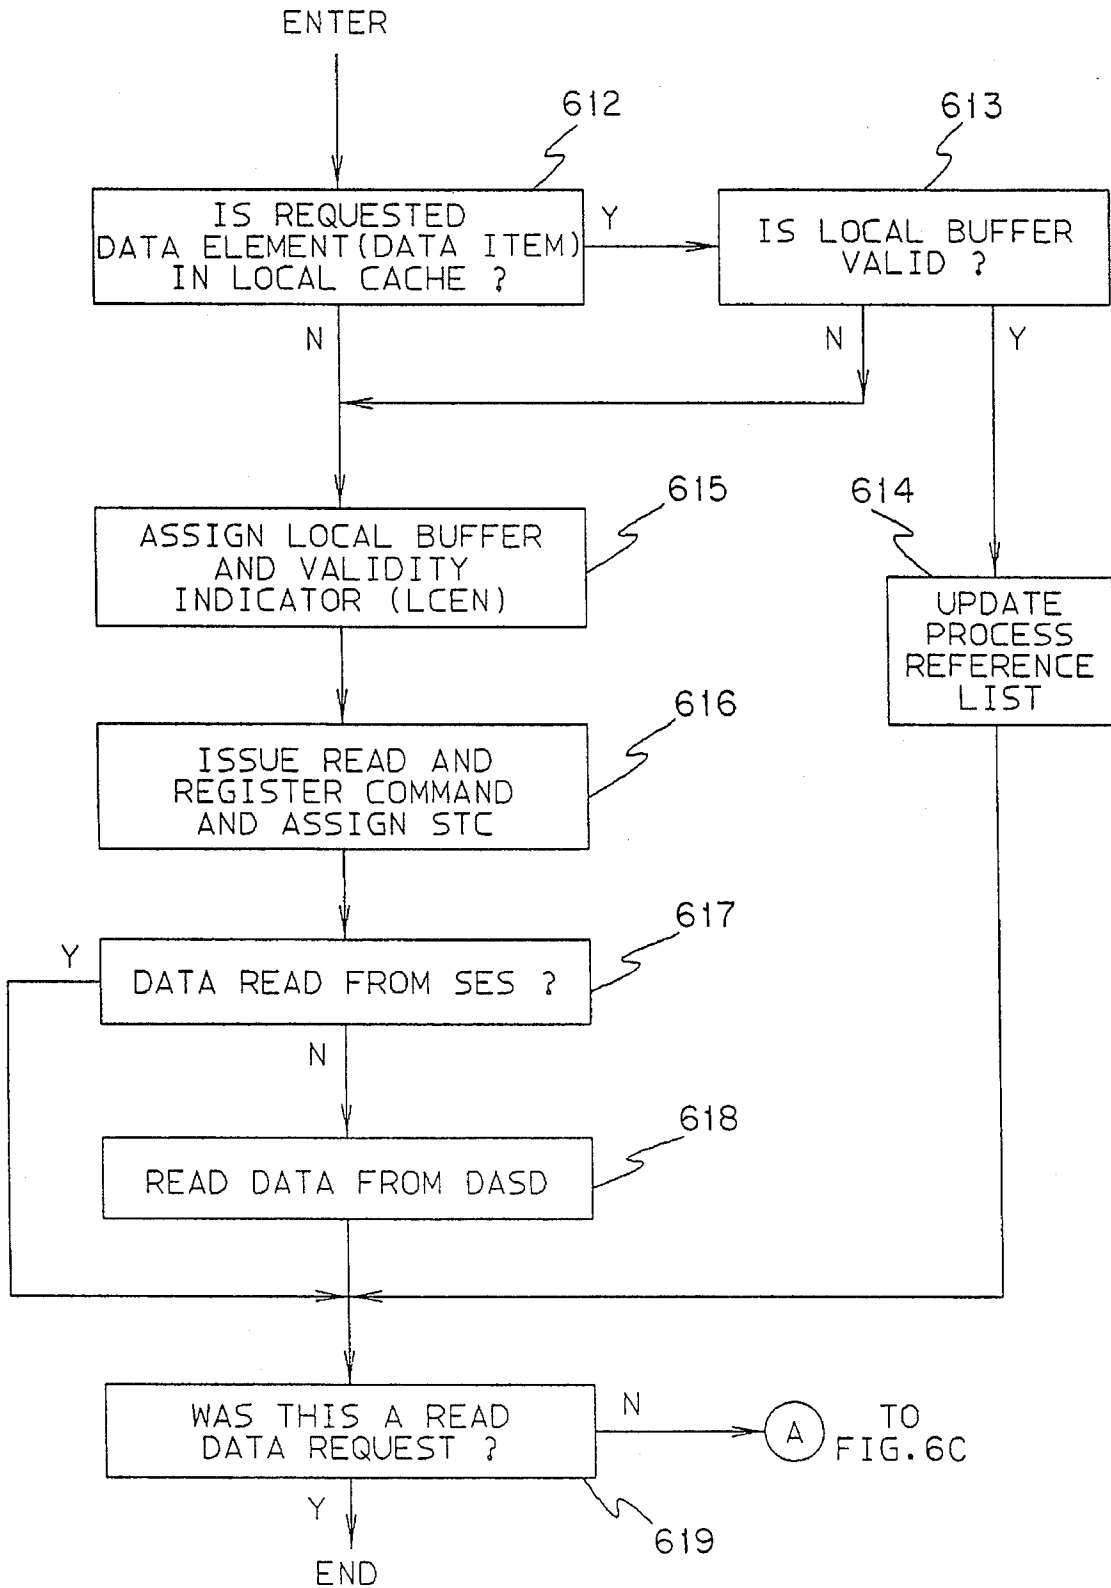 ENTER
612
613
IS REQUESTED
DATA ELEMENT(DATA ITEM)
IN LOCAL CACHE ?
Y
IS LOCAL BUFFER
VALID ?
N
N
Y
615
614
ASSIGN LOCAL BUFFER
AND VALIDITY
INDICATOR (LCEN)
UPDATE
PROCESS
REFERENCE
LIST
616
ISSUE READ AND
REGISTER COMMAND
AND ASSIGN STC
617
Y
DATA READ FROM SES ?
N
618
READ DATA FROM DASD
WAS THIS A READ
DATA REQUEST ?
N
A
TO
FIG.6C
Y
619
END